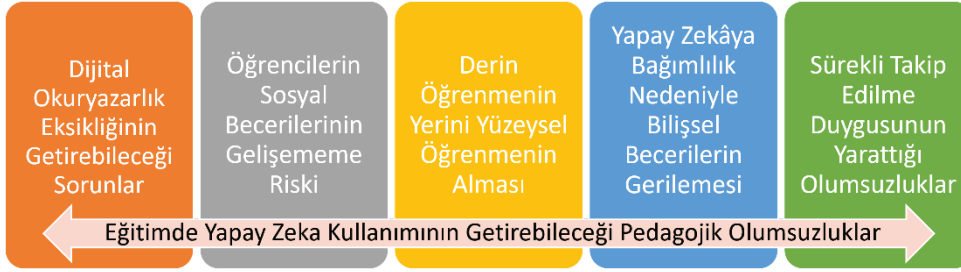 Dijital
Okuryazarlık
Eksikliğinin
Getirebileceği
Sorunlar
Öğrencilerin
Sosyal
Becerilerinin
Gelişememe
Riski
Derin
Öğrenmenin
Yerini Yüzeysel
Öğrenmenin
Alması
Yapay Zekâya
Bağımlılık
Nedeniyle
Bilişsel
Becerilerin
Gerilemesi
Sürekli Takip
Edilme
Duygusunun
Yarattığı
Olumsuzluklar
Eğitimde Yapay Zeka Kullanımının Getirebileceği Pedagojik Olumsuzluklar